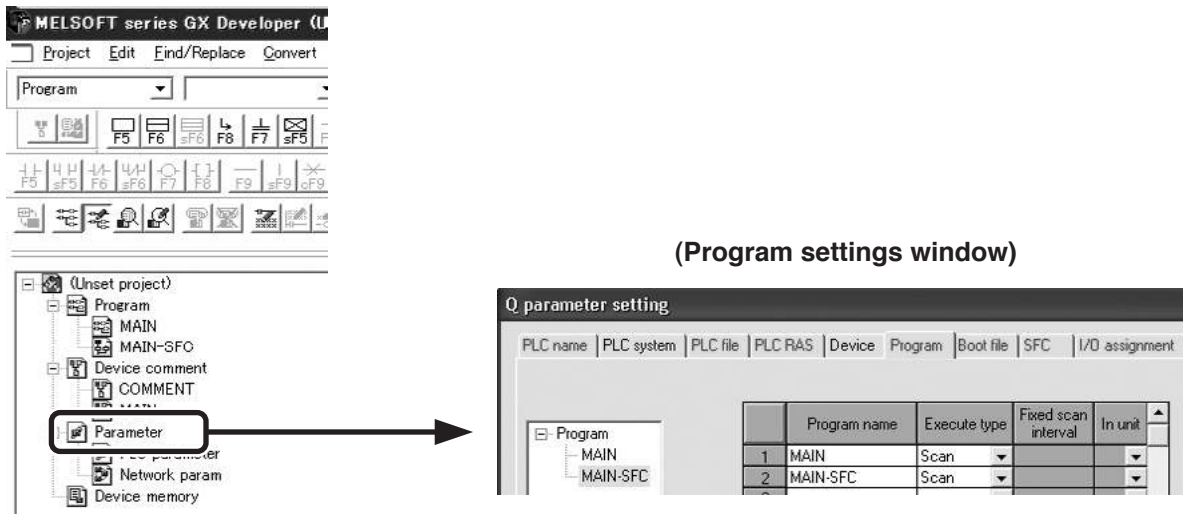 MELSOFT series GX Developer (U
Project Edit Find/Replace Convert
Program
F5 F6 sF6 F8 F7 sF5 F
F5 sF5 F6 sF6 F7 F8 F9 sF9 cF9
(Unset project)
Program
MAIN
MAIN-SFC
Device comment
COMMENT
MAIN
Parameter
PLC parameter
Network param
Device memory
(Program settings window)
Q parameter setting
PLC name PLC system PLC file PLC RAS Device Program Boot file SFC I/O assignment
Program
MAIN
MAIN-SFC
Program name Execute type Fixed scan interval In unit
1 MAIN Scan
2 MAIN-SFC Scan